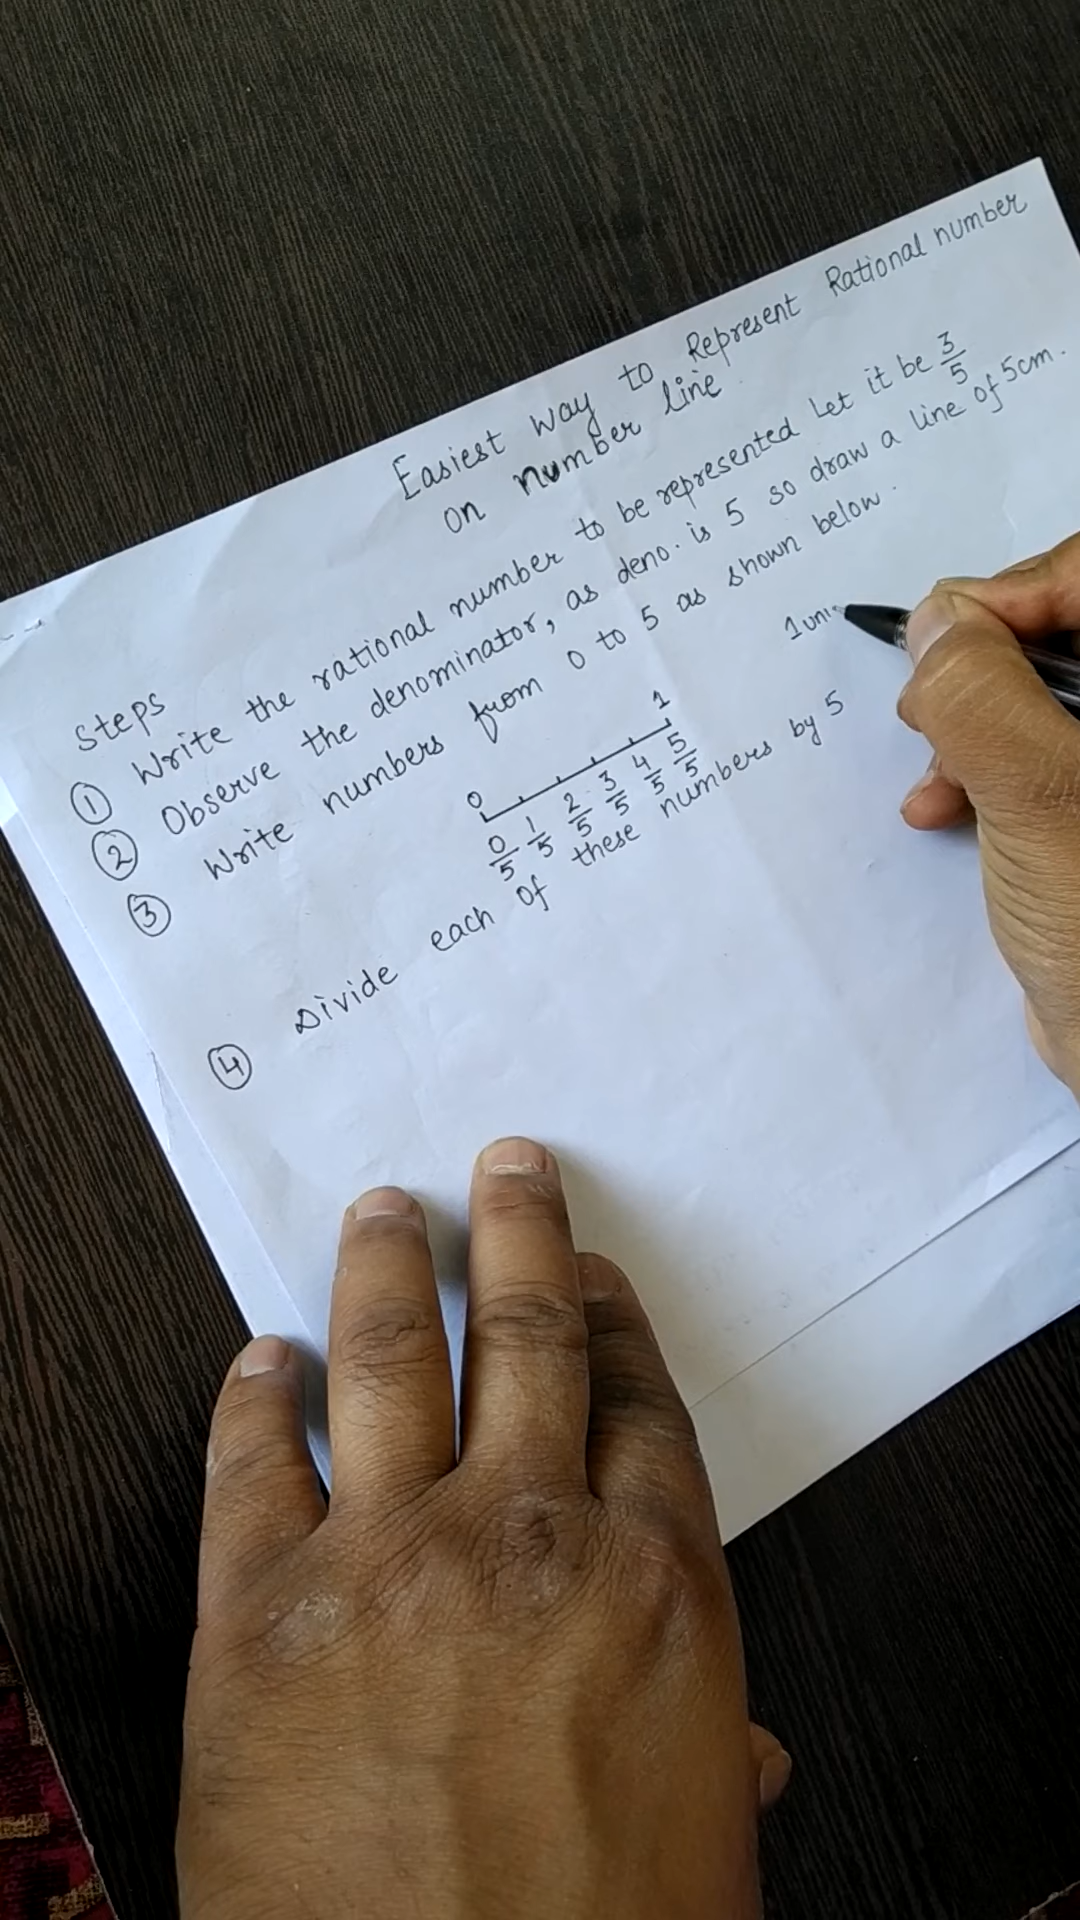 Easiest way to Represent Rational number
on number line
Steps
① Write the rational number to be represented Let it be 3/5
② Observe the denominator, as deno. is 5 so draw a line of 5cm.
③ Write numbers from 0 to 5 as shown below.
1 uni
0 1
0/5 1/5 2/5 3/5 4/5 5/5
④ Divide each of these numbers by 5